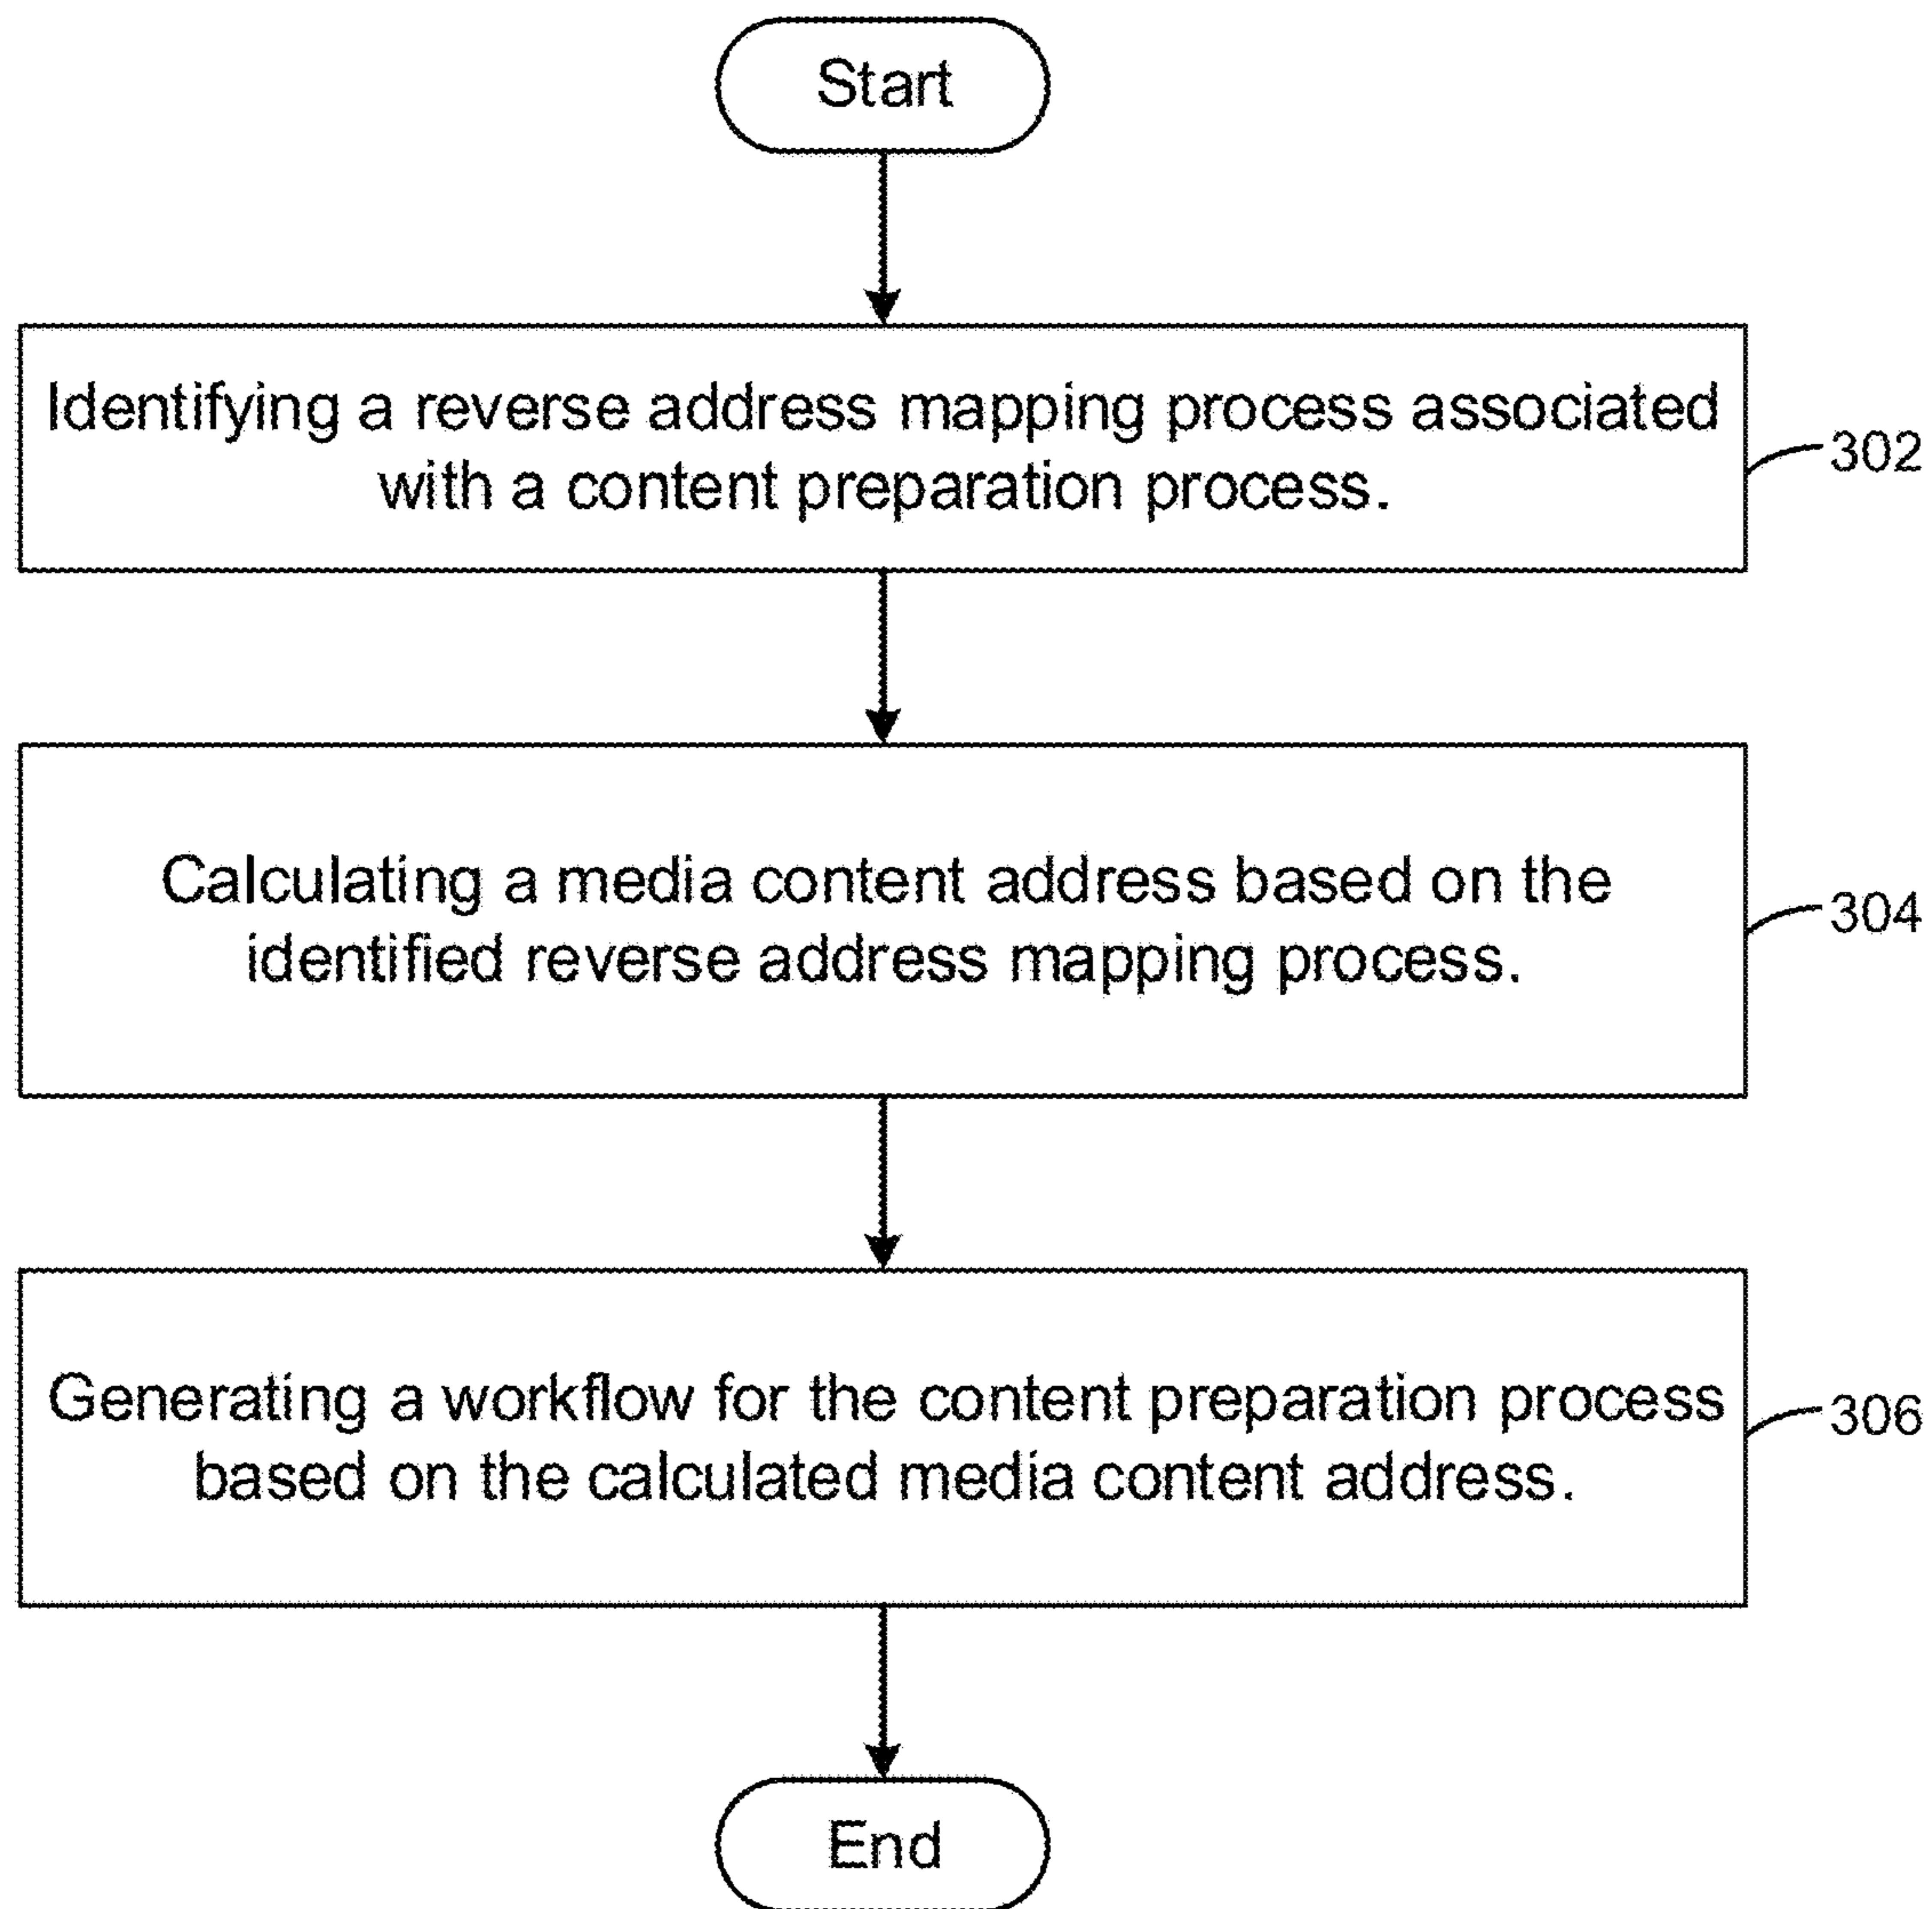 Start
Identifying a reverse address mapping process associated
with a content preparation process.
302
Calculating a media content address based on the
identified reverse address mapping process.
304
Generating a workflow for the content preparation process
based on the calculated media content address.
306
End